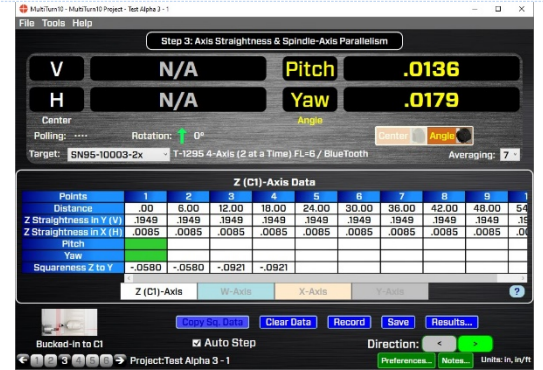 MultiTurn10 - MultiTurn10 Project - Test Alpha 3 - 1
File Tools Help
Step 3: Axis Straightness & Spindle-Axis Parallelism
V N/A Pitch .0136
H N/A Yaw .0179
Center Angle
Polling: ---- Rotation: 0° Center Angle
Target: SN95-10003-2x T-1295 4-Axis (2 at a Time) FL=6 / BlueTooth Averaging: 7
Z (C1)-Axis Data
Points 1 2 3 4 5 6 7 8 9 1
Distance .00 6.00 12.00 18.00 24.00 30.00 36.00 42.00 48.00 54
Z Straightness in Y (V) .1949 .1949 .1949 .1949 .1949 .1949 .1949 .1949 .1949 .19
Z Straightness in X (H) .0085 .0085 .0085 .0085 .0085 .0085 .0085 .0085 .0085 .00
Pitch
Yaw
Squareness Z to Y -.0580 -.0580 -.0921 -.0921
Z (C1)-Axis W-Axis X-Axis Y-Axis ?
Copy Sq. Data Clear Data Record Save Results...
Bucked-in to C1 Auto Step Direction: < >
1 2 3 4 5 6 Project:Test Alpha 3 - 1 Preferences... Notes... Units: in, in/ft